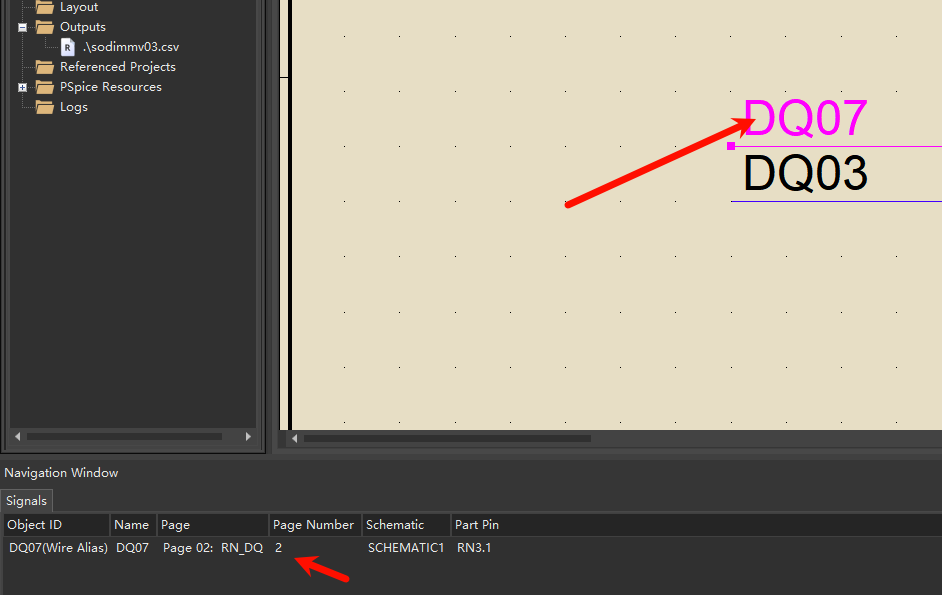 Layout
Outputs
R .\sodimmv03.csv
Referenced Projects
PSpice Resources
Logs
DQ07
DQ03
Navigation Window
Signals
Object ID Name Page Page Number Schematic Part Pin
DQ07(Wire Alias) DQ07 Page 02: RN_DQ 2 SCHEMATIC1 RN3.1